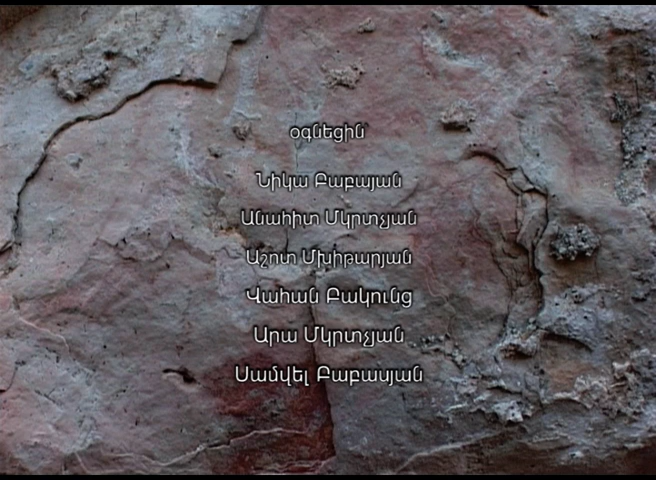 օգնեցին՝
Նիկա Բաբայան
Անահիտ Մկրտչյան
Աշոտ Մխիթարյան
Վահան Բակունց
Արա Մկրտչյան
Սամվել Բաբասյան